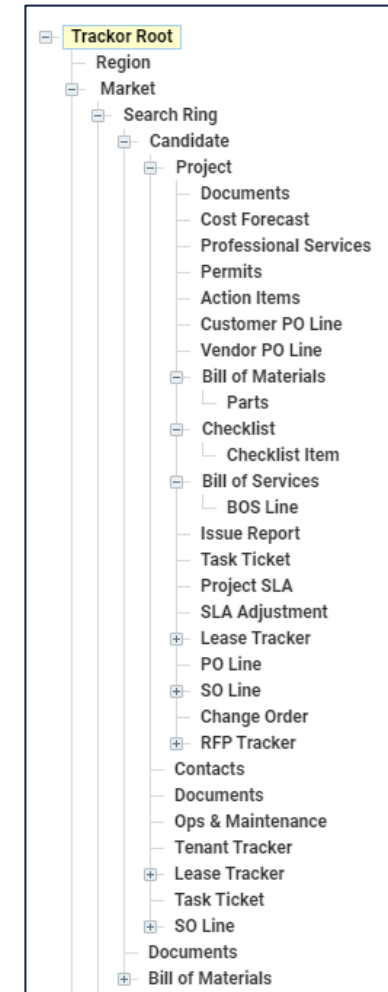 Trackor Root
Region
Market
Search Ring
Candidate
Project
Documents
Cost Forecast
Professional Services
Permits
Action Items
Customer PO Line
Vendor PO Line
Bill of Materials
Parts
Checklist
Checklist Item
Bill of Services
BOS Line
Issue Report
Task Ticket
Project SLA
SLA Adjustment
Lease Tracker
PO Line
SO Line
Change Order
RFP Tracker
Contacts
Documents
Ops & Maintenance
Tenant Tracker
Lease Tracker
Task Ticket
SO Line
Documents
Bill of Materials